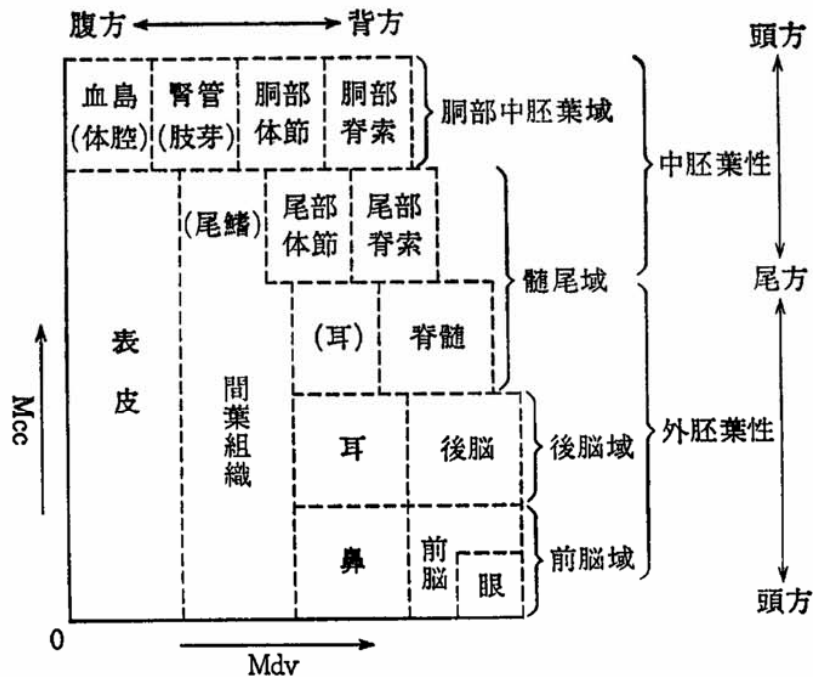 腹方 背方
頭方
血島
(体腔)
腎管
(肢芽)
胴部
体節
胴部
脊索
胴部中胚葉域
中胚葉性
(尾鰭)
尾部
体節
尾部
脊索
髄尾域
尾方
表
皮
間葉組織
(耳)
脊髄
耳
後脳
後脳域
外胚葉性
鼻
前脳
眼
前脳域
頭方
Mcc
0
Mdv